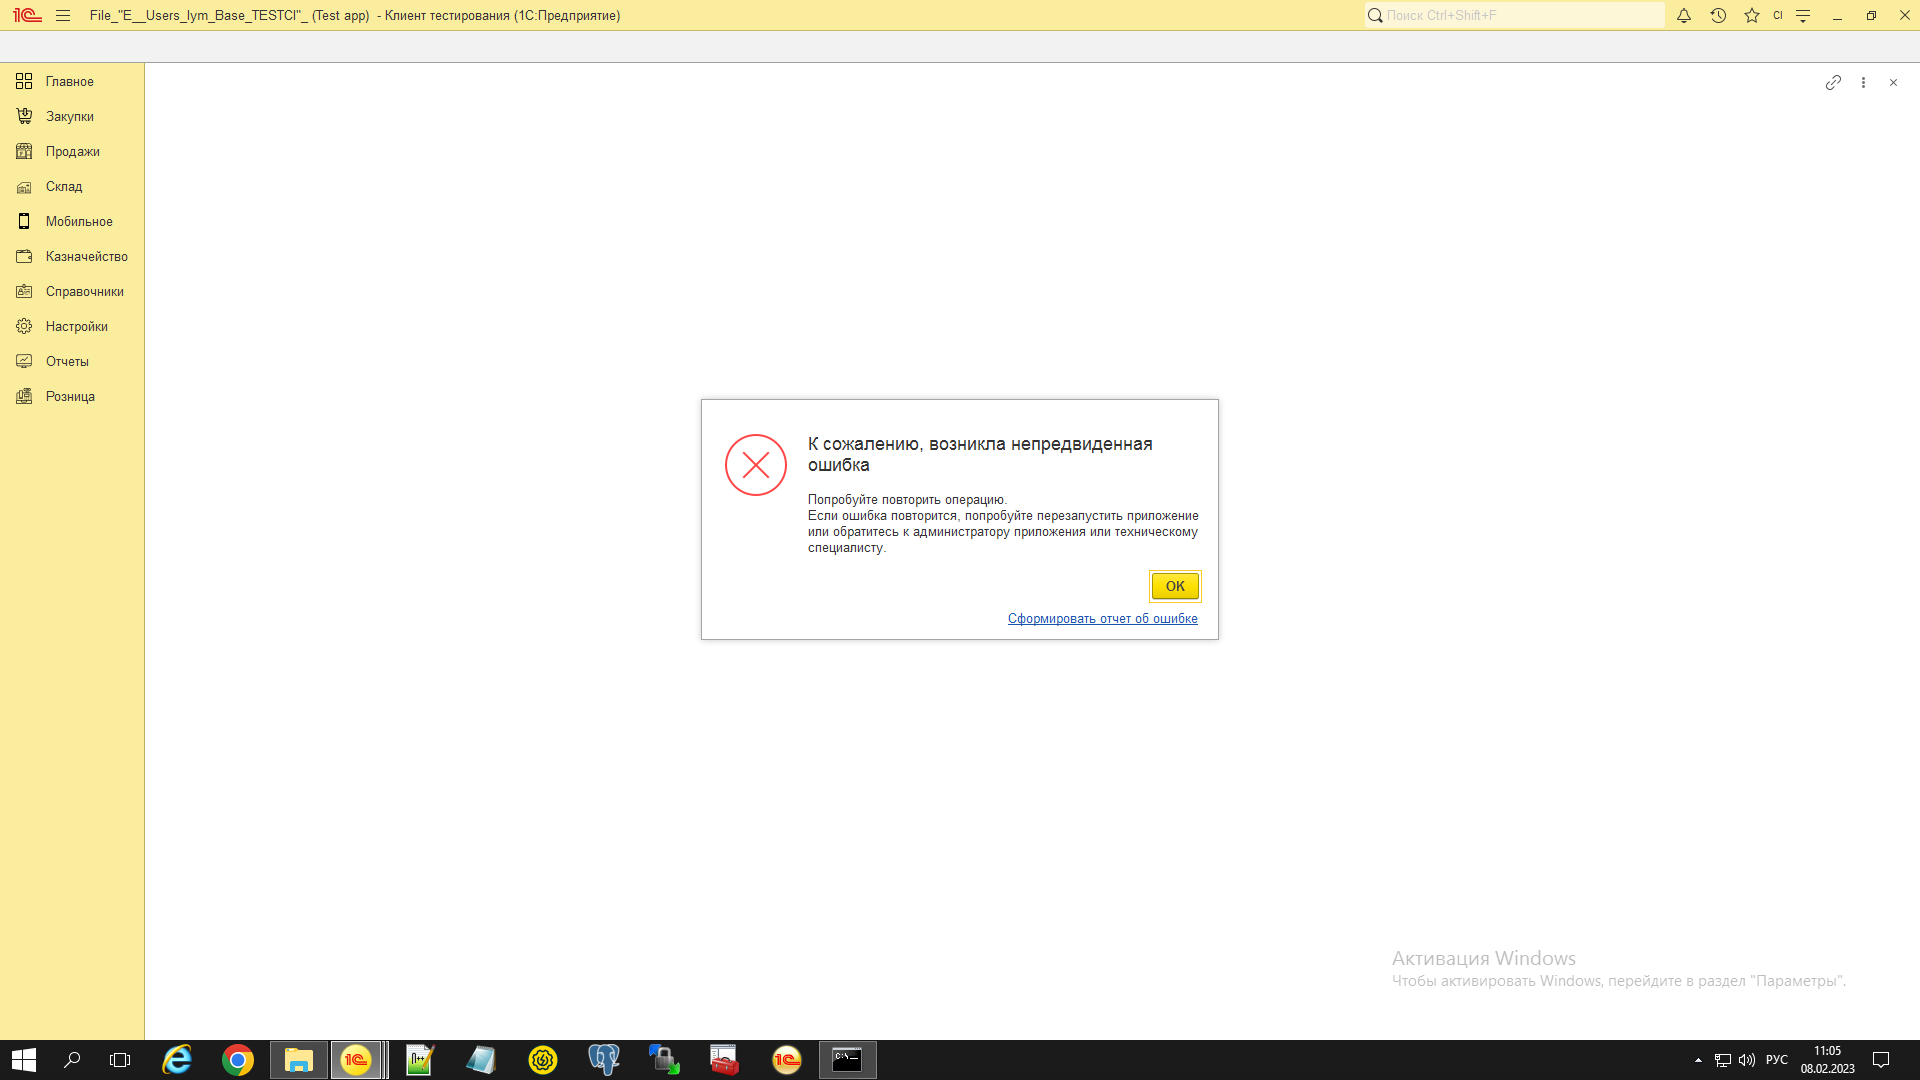 1С File_"E__Users_lym_Base_TESTCI"_ (Test app) - Клиент тестирования (1С:Предприятие) Поиск Ctrl+Shift+F CI
Главное
Закупки
Продажи
Склад
Мобильное
Казначейство
Справочники
Настройки
Отчеты
Розница
К сожалению, возникла непредвиденная
ошибка
Попробуйте повторить операцию.
Если ошибка повторится, попробуйте перезапустить приложение
или обратитесь к администратору приложения или техническому
специалисту.
OK
Сформировать отчет об ошибке
Активация Windows
Чтобы активировать Windows, перейдите в раздел "Параметры".
РУС
11:05
08.02.2023